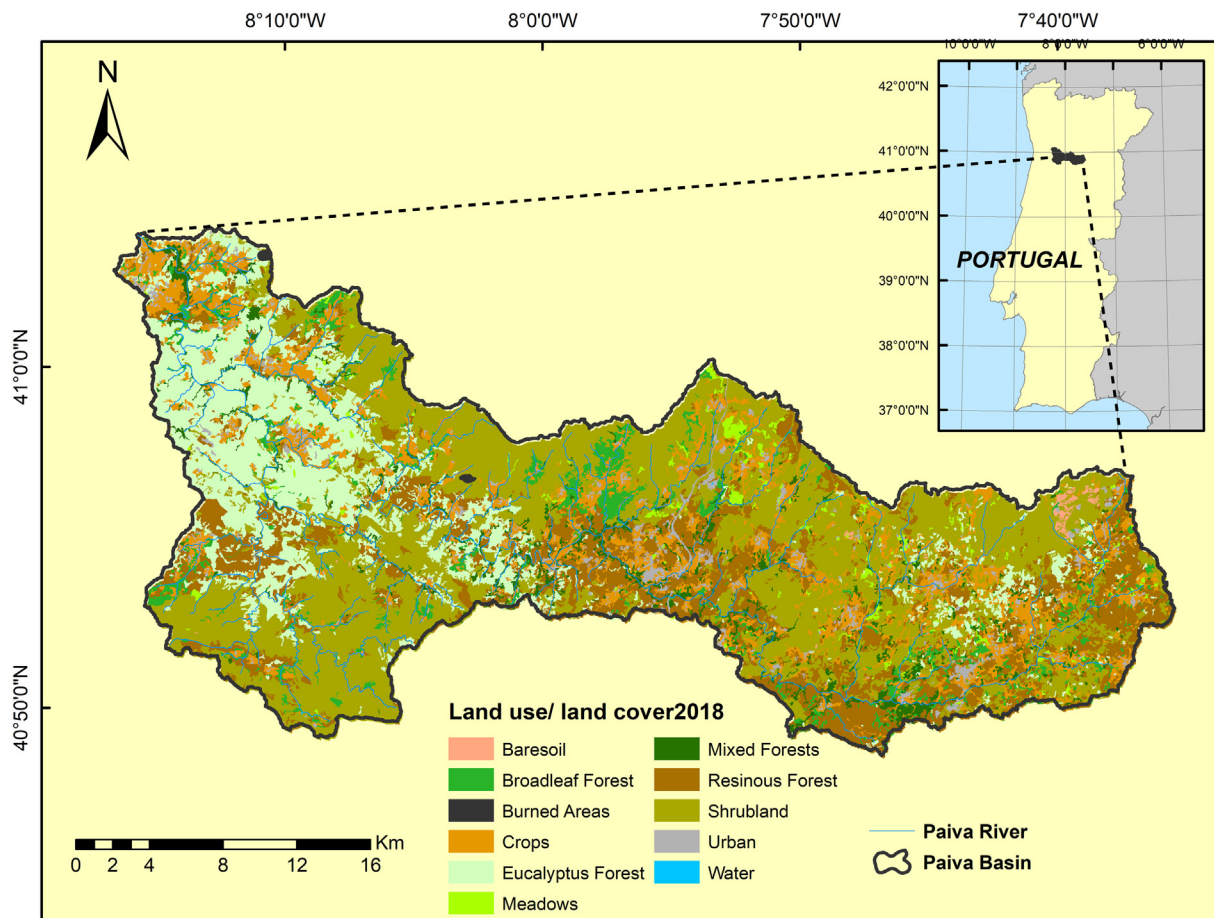 8°10'0"W 8°0'0"W 7°50'0"W 7°40'0"W
10°0'0"W 8°0'0"W 6°0'0"W
N
42°0'0"N
41°0'0"N
40°0'0"N
PORTUGAL
39°0'0"N
38°0'0"N
37°0'0"N
41°0'0"N
40°50'0"N
Land use/ land cover2018
Baresoil
Broadleaf Forest
Burned Areas
Crops
Eucalyptus Forest
Meadows
Mixed Forests
Resinous Forest
Shrubland
Urban
Water
Paiva River
Paiva Basin
Km
0 2 4 8 12 16